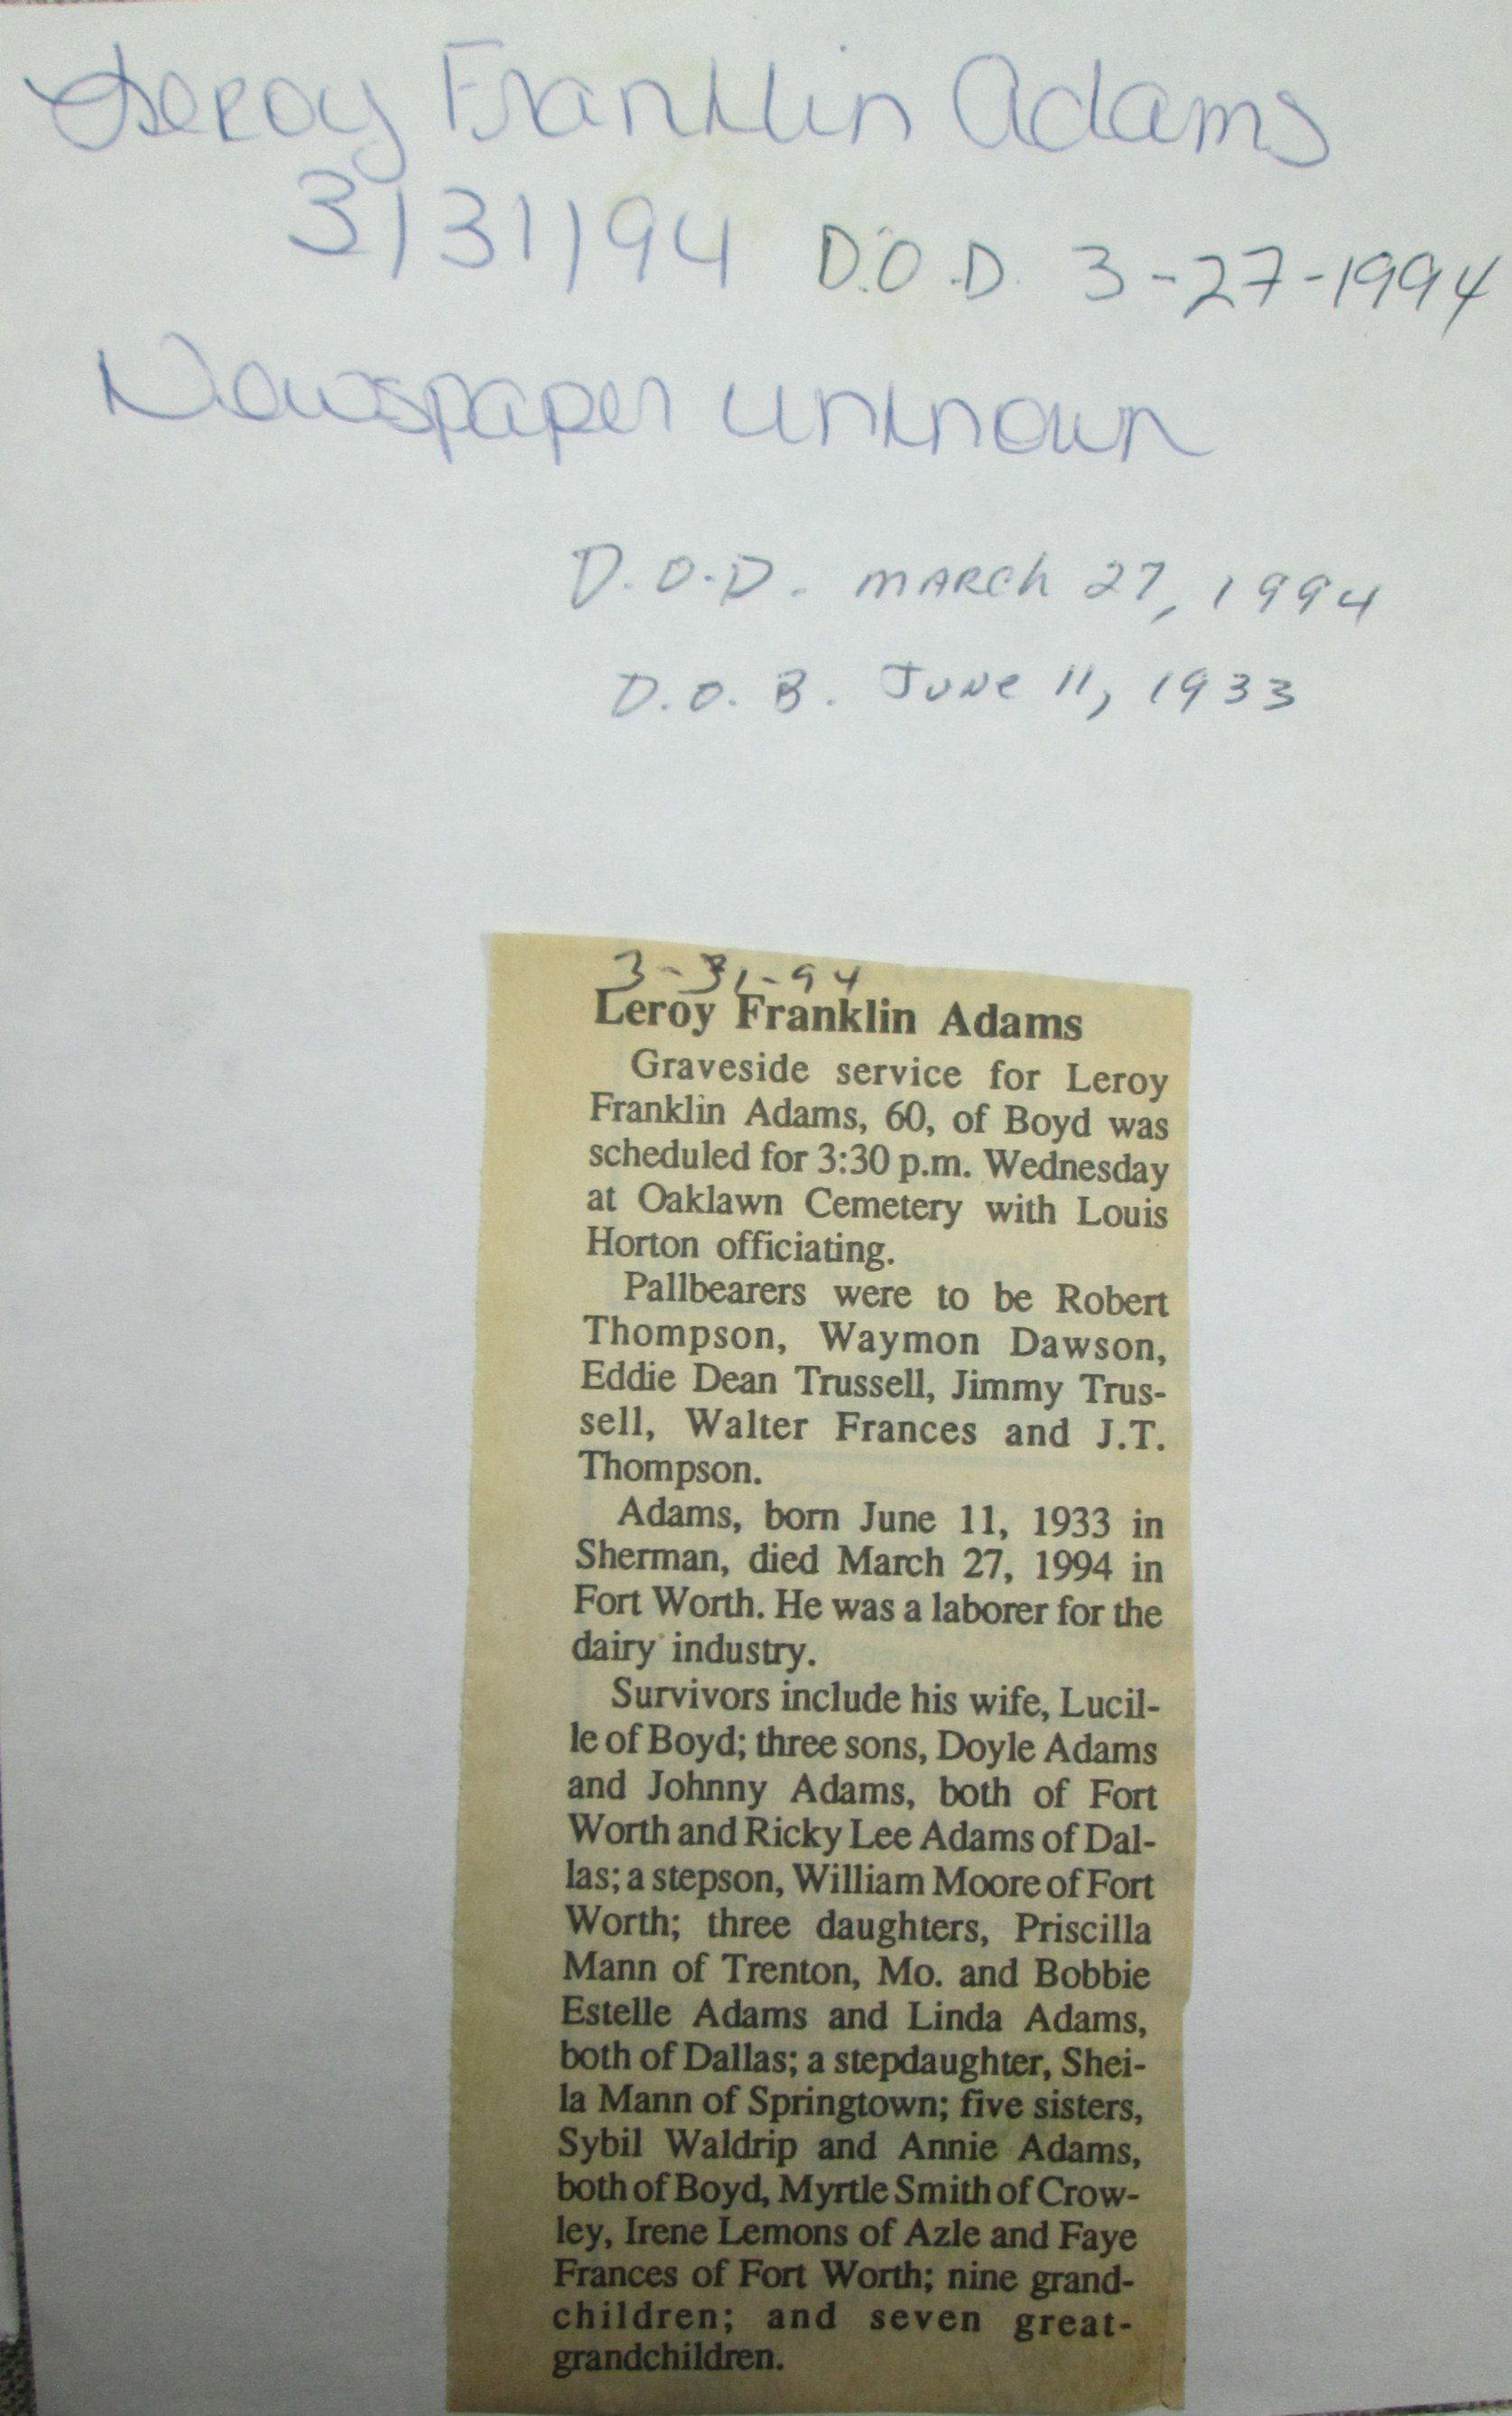 Leroy Franklin Adams
3/31/94 D.O.D. 3-27-1994
Newspaper unknown
D.O.D. MARCh 27, 1994
D.O.B. JUNe 11, 1933
3-31-94
Leroy Franklin Adams
Graveside service for Leroy
Franklin Adams, 60, of Boyd was
scheduled for 3:30 p.m. Wednesday
at Oaklawn Cemetery with Louis
Horton officiating.
Pallbearers were to be Robert
Thompson, Waymon Dawson,
Eddie Dean Trussell, Jimmy Trus-
sell, Walter Frances and J.T.
Thompson.
Adams, born June 11, 1933 in
Sherman, died March 27, 1994 in
Fort Worth. He was a laborer for the
dairy industry.
Survivors include his wife, Lucil-
le of Boyd; three sons, Doyle Adams
and Johnny Adams, both of Fort
Worth and Ricky Lee Adams of Dal-
las; a stepson, William Moore of Fort
Worth; three daughters, Priscilla
Mann of Trenton, Mo. and Bobbie
Estelle Adams and Linda Adams,
both of Dallas; a stepdaughter, Shei-
la Mann of Springtown; five sisters,
Sybil Waldrip and Annie Adams,
both of Boyd, Myrtle Smith of Crow-
ley, Irene Lemons of Azle and Faye
Frances of Fort Worth; nine grand-
children; and seven great-
grandchildren.